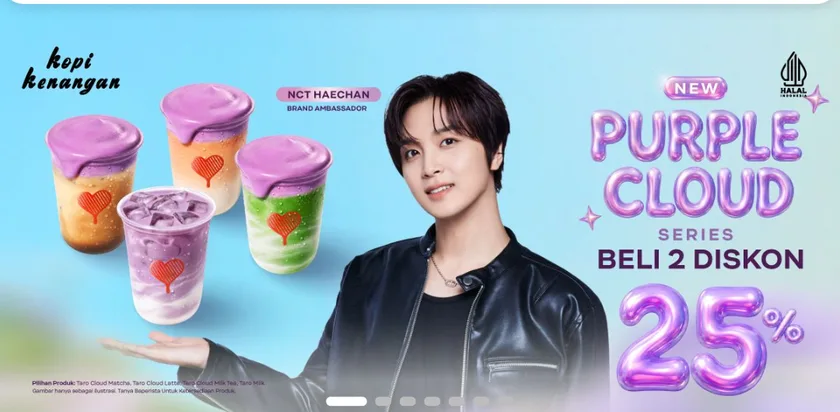 kopi
kenangan
NCT HAECHAN
BRAND AMBASSADOR
NEW
HALAL
INDONESIA
PURPLE
CLOUD
SERIES
BELI 2 DISKON
25%
Pilihan Produk: Taro Cloud Matcha, Taro Cloud Latte, Taro Cloud Milk Tea, Taro Milk.
Gambar hanya sebagai ilustrasi. Tanya Baperista Untuk Ketersediaan Produk.